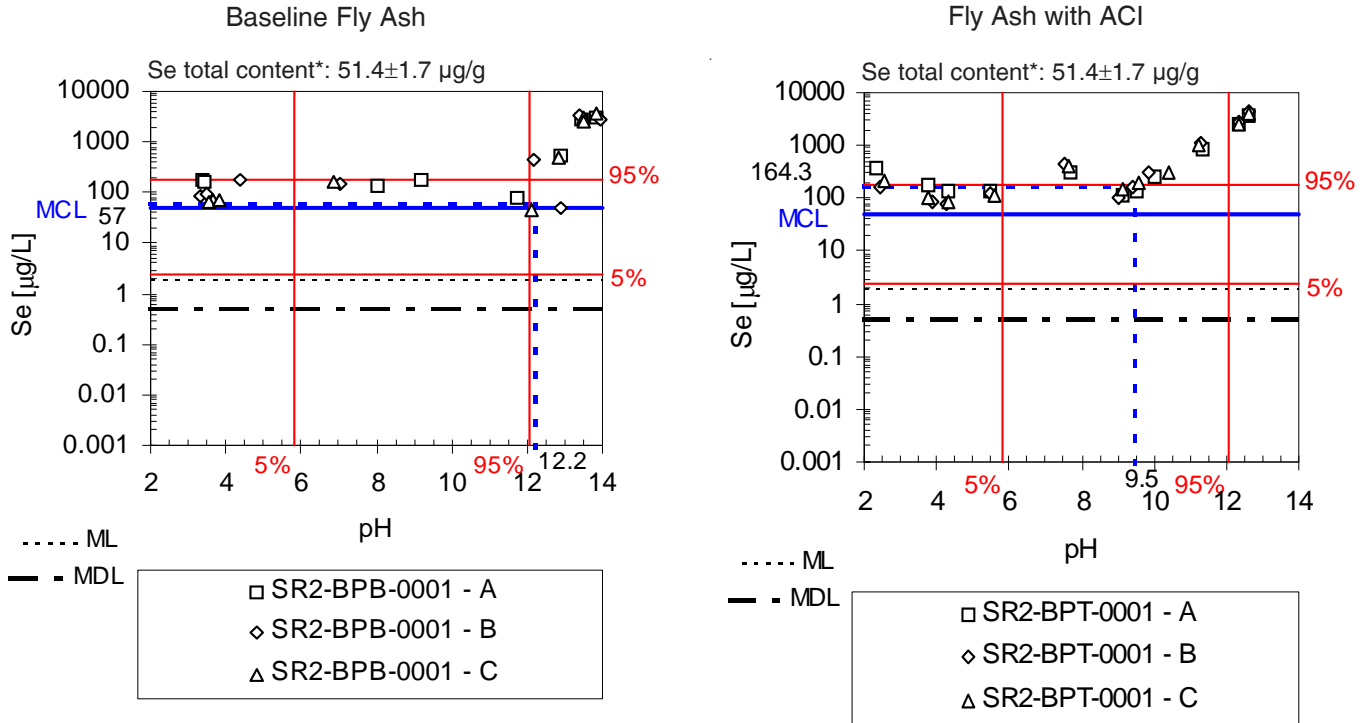 Baseline Fly Ash
Se total content*: 51.4±1.7 µg/g
Se [µg/L]
10000
1000
100
10
1
0.1
0.01
0.001
MCL
57
95%
5%
5%
95%
12.2
2
4
6
8
10
12
14
pH
ML
MDL
SR2-BPB-0001 - A
SR2-BPB-0001 - B
SR2-BPB-0001 - C
Fly Ash with ACI
Se total content*: 51.4±1.7 µg/g
Se [µg/L]
10000
1000
164.3
100
10
1
0.1
0.01
0.001
MCL
95%
5%
5%
9.5
95%
2
4
6
8
10
12
14
pH
ML
MDL
SR2-BPT-0001 - A
SR2-BPT-0001 - B
SR2-BPT-0001 - C